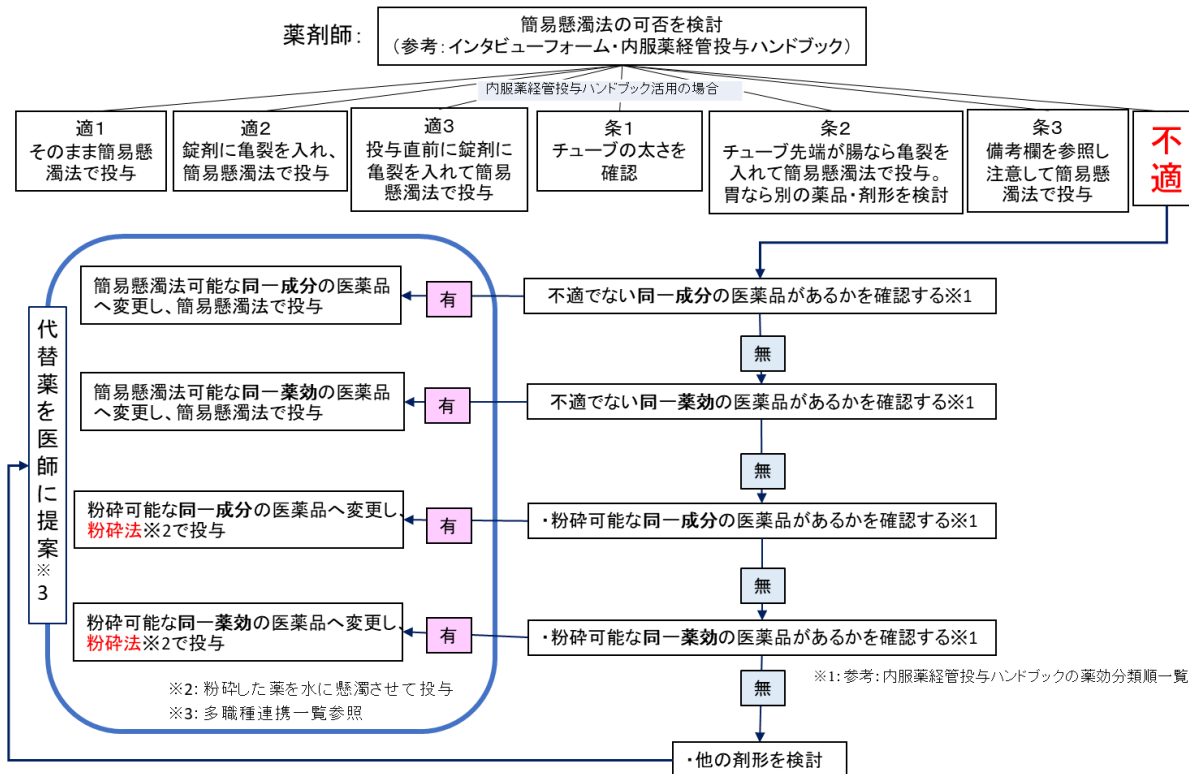 薬剤師：
簡易懸濁法の可否を検討
（参考：インタビューフォーム・内服薬経管投与ハンドブック）
内服薬経管投与ハンドブック活用の場合
適1
そのまま簡易懸
濁法で投与
適2
錠剤に亀裂を入れ、
簡易懸濁法で投与
適3
投与直前に錠剤に
亀裂を入れて簡易
懸濁法で投与
条1
チューブの太さを
確認
条2
チューブ先端が腸なら亀裂を
入れて簡易懸濁法で投与。
胃なら別の薬品・剤形を検討
条3
備考欄を参照し
注意して簡易懸
濁法で投与
不適
代替薬を医師に提案※3
簡易懸濁法可能な同一成分の医薬品
へ変更し、簡易懸濁法で投与
有
不適でない同一成分の医薬品があるかを確認する※1
無
簡易懸濁法可能な同一薬効の医薬品
へ変更し、簡易懸濁法で投与
有
不適でない同一薬効の医薬品があるかを確認する※1
無
粉砕可能な同一成分の医薬品へ変更し、
粉砕法※2で投与
有
・粉砕可能な同一成分の医薬品があるかを確認する※1
無
粉砕可能な同一薬効の医薬品へ変更し、
粉砕法※2で投与
有
・粉砕可能な同一薬効の医薬品があるかを確認する※1
無
※1：参考：内服薬経管投与ハンドブックの薬効分類順一覧
※2：粉砕した薬を水に懸濁させて投与
※3：多職種連携一覧参照
・他の剤形を検討